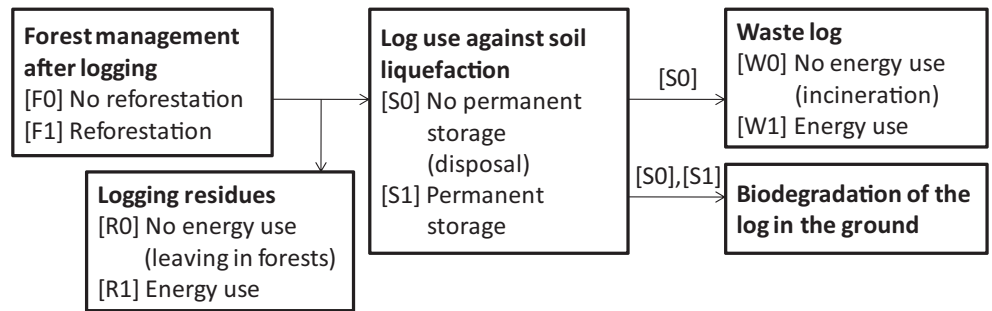 Forest management
after logging
[F0] No reforestation
[F1] Reforestation
Logging residues
[R0] No energy use
(leaving in forests)
[R1] Energy use
Log use against soil
liquefaction
[S0] No permanent
storage
(disposal)
[S1] Permanent
storage
[S0]
[S0],[S1]
Waste log
[W0] No energy use
(incineration)
[W1] Energy use
Biodegradation of the
log in the ground